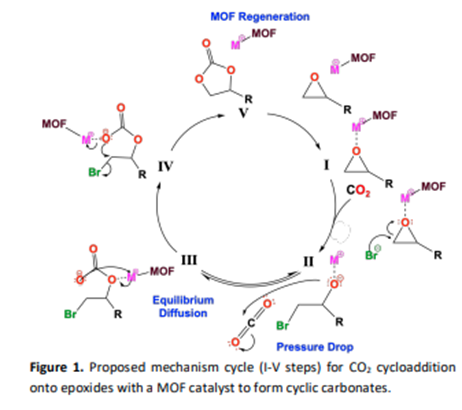 MOF Regeneration
M⊕
MOF
O
O
O
R
V
M⊕
MOF
O
R
MOF
M⊕
O
R
I
CO₂
MOF
M⊕
:O:
Br⊖
R
MOF
M⊕
O⊖
O
O
Br
R
IV
III
II
O
⊖O
O
M⊕
MOF
Br
R
Equilibrium
Diffusion
M⊕
:O:⊖
O:
C
:O
Br
R
Pressure Drop
Figure 1. Proposed mechanism cycle (I-V steps) for CO₂ cycloaddition
onto epoxides with a MOF catalyst to form cyclic carbonates.